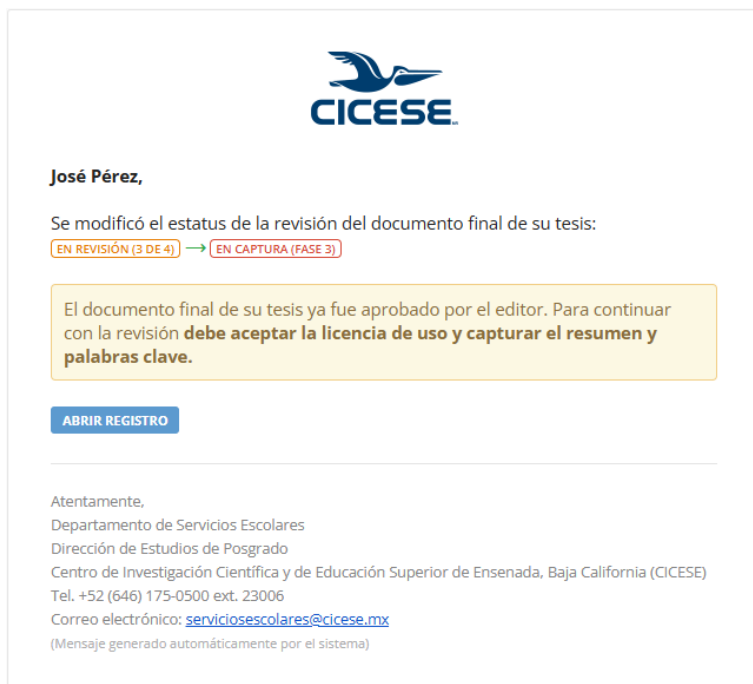 CICESE
José Pérez,
Se modificó el estatus de la revisión del documento final de su tesis:
EN REVISIÓN (3 DE 4) → EN CAPTURA (FASE 3)
El documento final de su tesis ya fue aprobado por el editor. Para continuar
con la revisión debe aceptar la licencia de uso y capturar el resumen y
palabras clave.
ABRIR REGISTRO
Atentamente,
Departamento de Servicios Escolares
Dirección de Estudios de Posgrado
Centro de Investigación Científica y de Educación Superior de Ensenada, Baja California (CICESE)
Tel. +52 (646) 175-0500 ext. 23006
Correo electrónico: serviciosescolares@cicese.mx
(Mensaje generado automáticamente por el sistema)